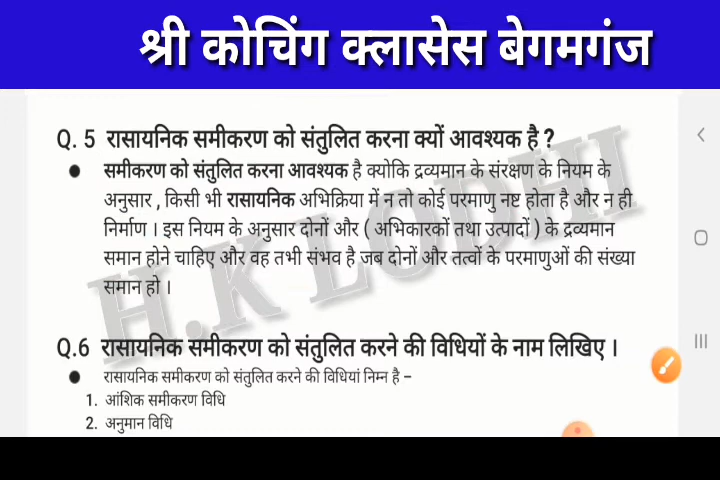 श्री कोचिंग क्लासेस बेगमगंज
Q. 5 रासायनिक समीकरण को संतुलित करना क्यों आवश्यक है ?
● समीकरण को संतुलित करना आवश्यक है क्योकि द्रव्यमान के संरक्षण के नियम के
अनुसार , किसी भी रासायनिक अभिक्रिया में न तो कोई परमाणु नष्ट होता है और न ही
निर्माण । इस नियम के अनुसार दोनों और ( अभिकारकों तथा उत्पादों ) के द्रव्यमान
समान होने चाहिए और वह तभी संभव है जब दोनों और तत्वों के परमाणुओं की संख्या
समान हो ।
H.K LODHI
Q.6 रासायनिक समीकरण को संतुलित करने की विधियों के नाम लिखिए ।
● रासायनिक समीकरण को संतुलित करने की विधियां निम्न है –
1. आंशिक समीकरण विधि
2. अनुमान विधि